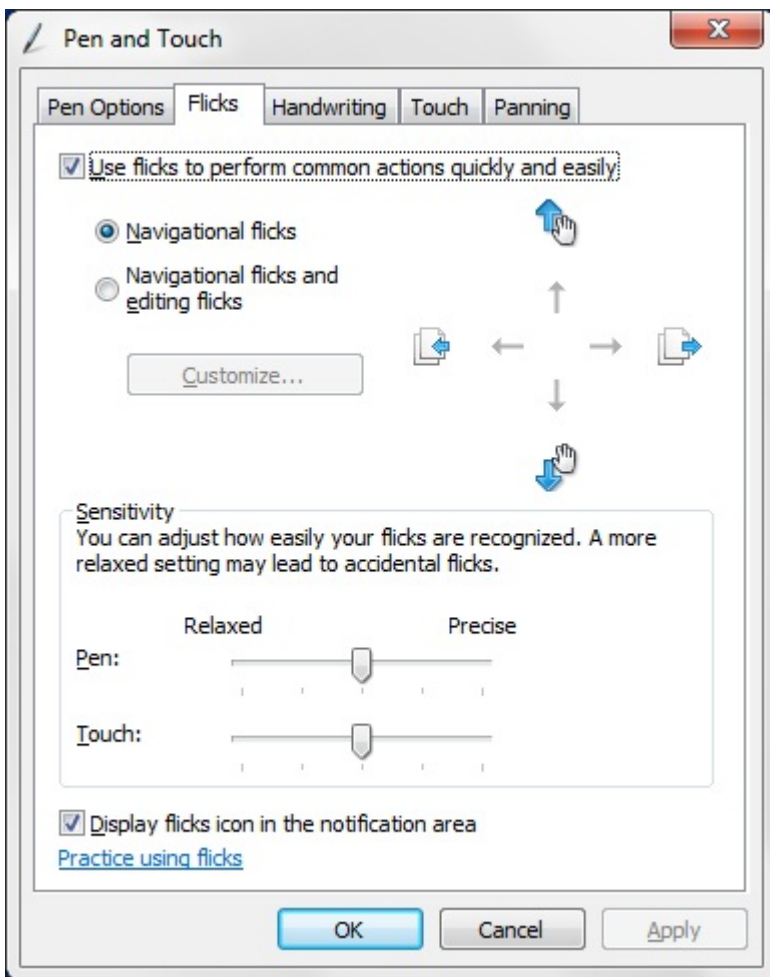 Pen and Touch
Pen Options Flicks Handwriting Touch Panning
Use flicks to perform common actions quickly and easily
Navigational flicks
Navigational flicks and
editing flicks
Customize...
Sensitivity
You can adjust how easily your flicks are recognized. A more
relaxed setting may lead to accidental flicks.
Relaxed Precise
Pen:
Touch:
Display flicks icon in the notification area
Practice using flicks
OK Cancel Apply